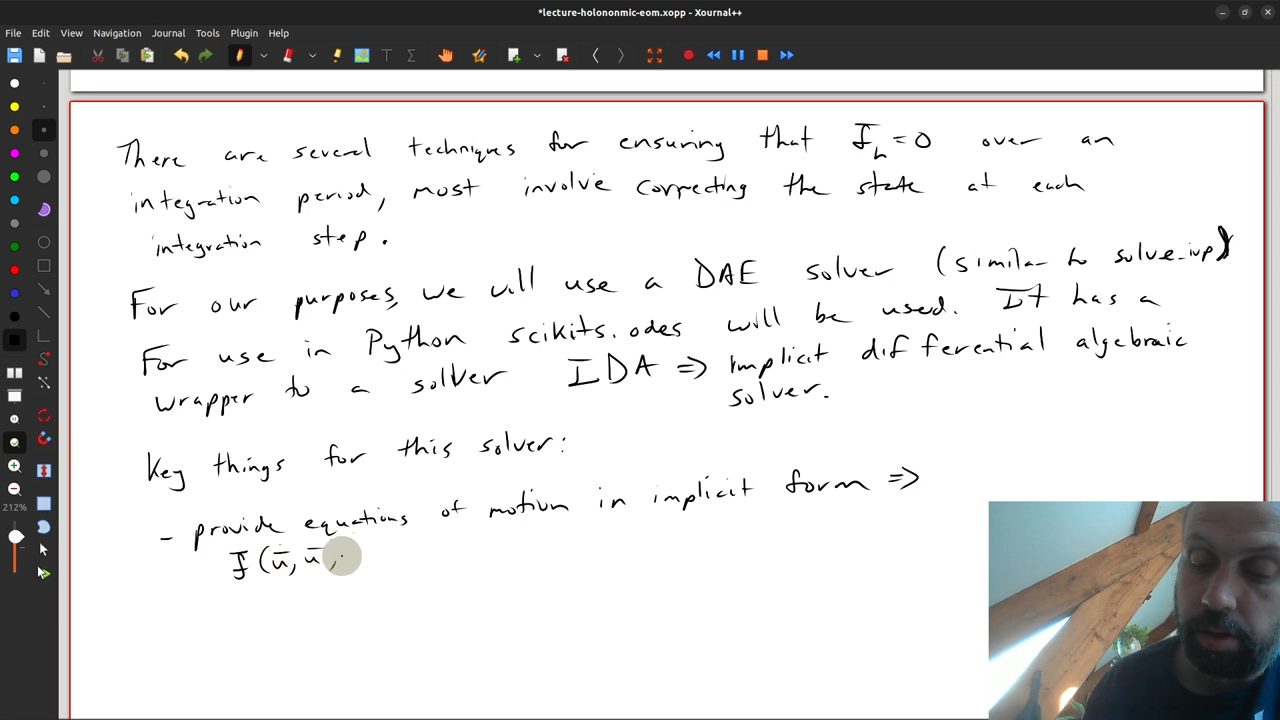 *lecture-holononmic-eom.xopp - Xournal++
File Edit View Navigation Journal Tools Plugin Help
There are several techniques for ensuring that f̄ₕ = 0 over an
integration period, most involve correcting the state at each
integration step.
For our purposes, we will use a DAE solver (similar to solve_ivp)
For use in Python scikits.odes will be used. It has a
wrapper to a solver IDA => implicit differential algebraic
solver.
Key things for this solver:
- provide equations of motion in implicit form =>
f̄(u̇̄, ū,
212%